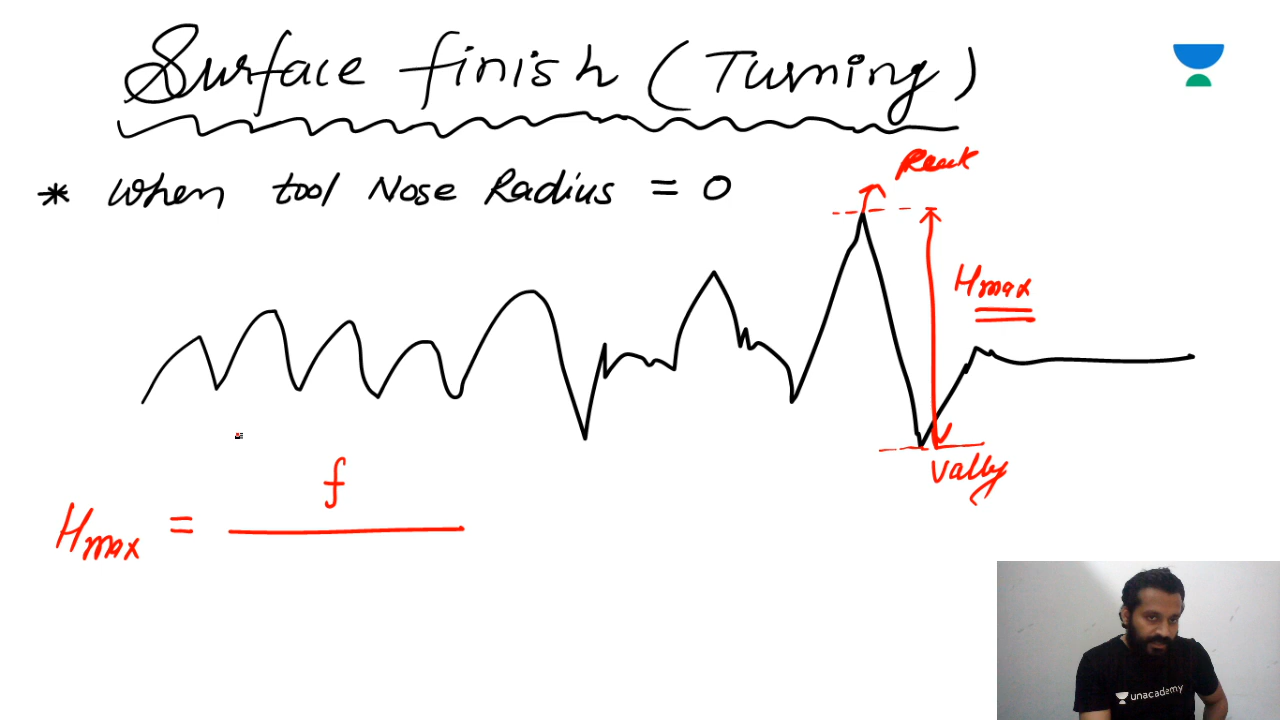 Surface finish (Turning)
* When tool Nose Radius = 0
Peak
Hmax
Vally
f
Hmax =
unacademy